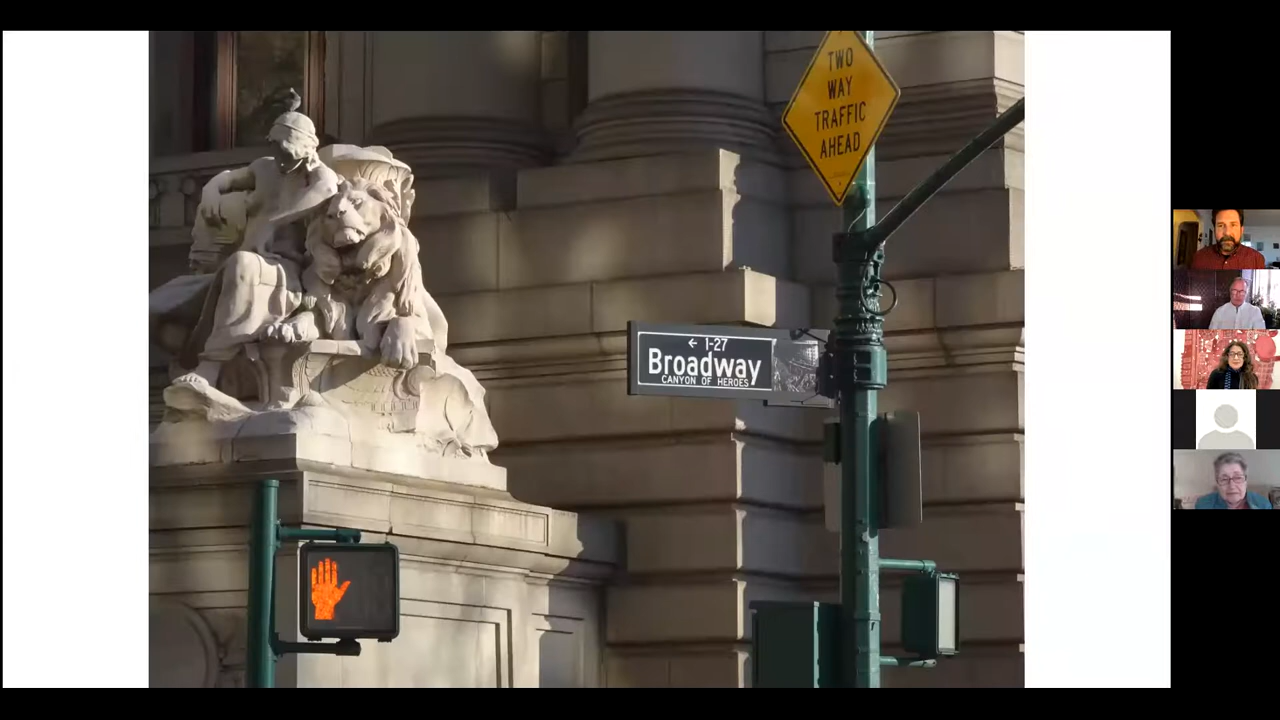 TWO
WAY
TRAFFIC
AHEAD
← 1-27
Broadway
CANYON OF HEROES